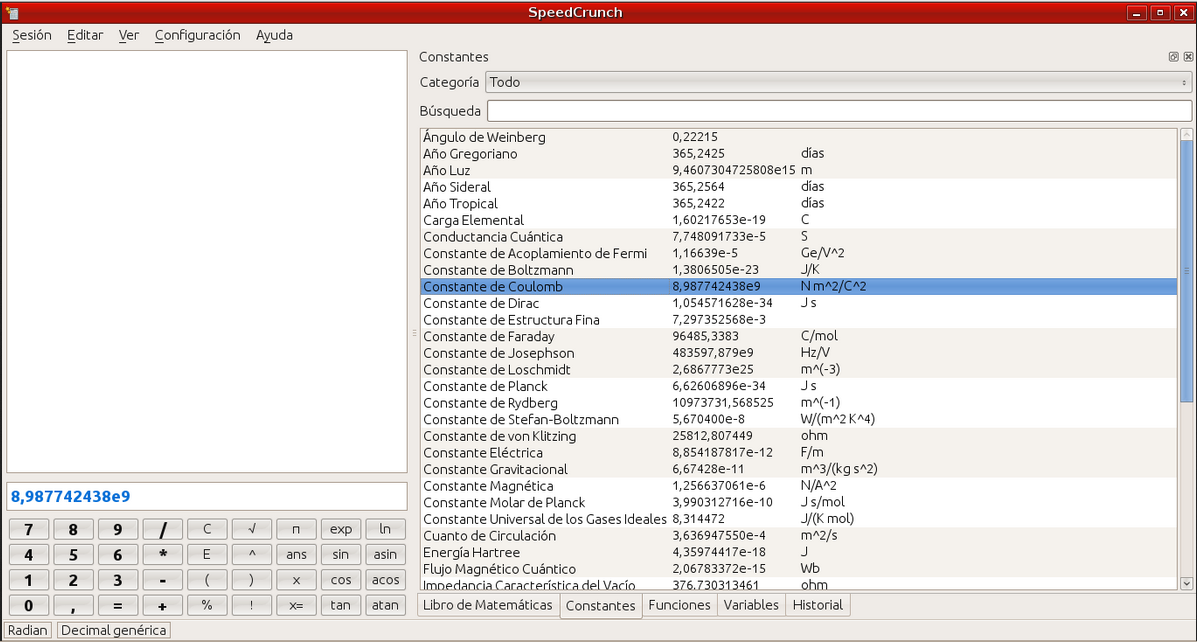 SpeedCrunch
Sesión Editar Ver Configuración Ayuda
Constantes
Categoría Todo
Búsqueda
Ángulo de Weinberg 0,22215
Año Gregoriano 365,2425 días
Año Luz 9,4607304725808e15 m
Año Sideral 365,2564 días
Año Tropical 365,2422 días
Carga Elemental 1,60217653e-19 C
Conductancia Cuántica 7,748091733e-5 S
Constante de Acoplamiento de Fermi 1,16639e-5 Ge/V^2
Constante de Boltzmann 1,3806505e-23 J/K
Constante de Coulomb 8,987742438e9 N m^2/C^2
Constante de Dirac 1,054571628e-34 J s
Constante de Estructura Fina 7,297352568e-3
Constante de Faraday 96485,3383 C/mol
Constante de Josephson 483597,879e9 Hz/V
Constante de Loschmidt 2,6867773e25 m^(-3)
Constante de Planck 6,62606896e-34 J s
Constante de Rydberg 10973731,568525 m^(-1)
Constante de Stefan-Boltzmann 5,670400e-8 W/(m^2 K^4)
Constante de von Klitzing 25812,807449 ohm
Constante Eléctrica 8,854187817e-12 F/m
Constante Gravitacional 6,67428e-11 m^3/(kg s^2)
Constante Magnética 1,256637061e-6 N/A^2
Constante Molar de Planck 3,990312716e-10 J s/mol
Constante Universal de los Gases Ideales 8,314472 J/(K mol)
Cuanto de Circulación 3,636947550e-4 m^2/s
Energía Hartree 4,35974417e-18 J
Flujo Magnético Cuántico 2,06783372e-15 Wb
Impedancia Característica del Vacío 376,730313461 ohm
8,987742438e9
7 8 9 / C √ π exp ln
4 5 6 * E ^ ans sin asin
1 2 3 - ( ) x cos acos
0 , = + % ! x= tan atan
Libro de Matemáticas Constantes Funciones Variables Historial
Radian Decimal genérica